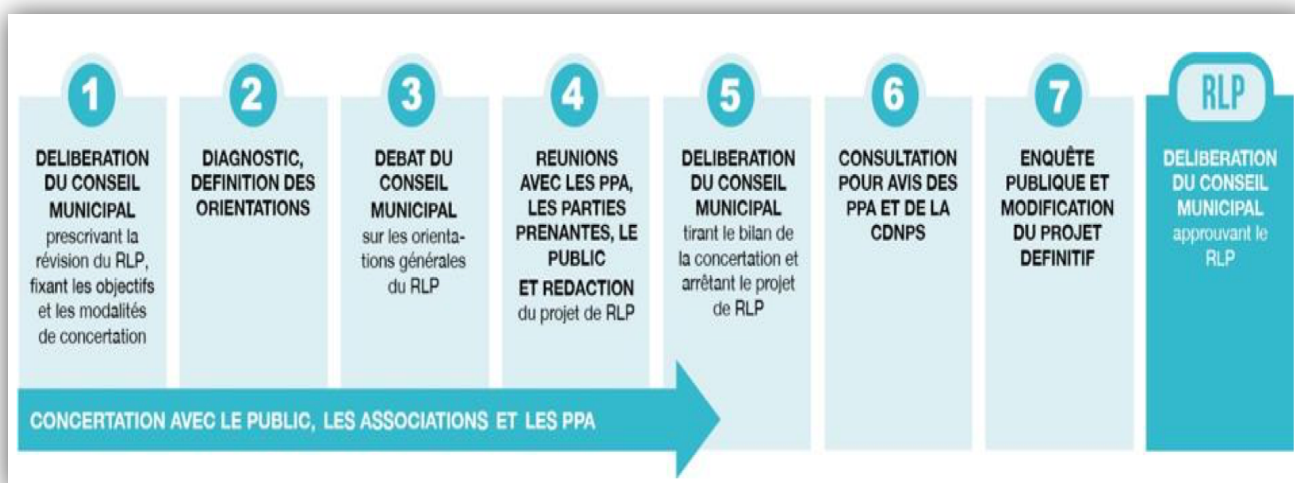 1
DELIBERATION
DU CONSEIL
MUNICIPAL
prescrivant la
révision du RLP,
fixant les objectifs
et les modalités
de concertation
2
DIAGNOSTIC,
DEFINITION DES
ORIENTATIONS
3
DEBAT DU
CONSEIL
MUNICIPAL
sur les orienta-
tions générales
du RLP
4
REUNIONS
AVEC LES PPA,
LES PARTIES
PRENANTES, LE
PUBLIC
ET REDACTION
du projet de RLP
5
DELIBERATION
DU CONSEIL
MUNICIPAL
tirant le bilan de
la concertation et
arrêtant le projet
de RLP
6
CONSULTATION
POUR AVIS DES
PPA ET DE LA
CDNPS
7
ENQUÊTE
PUBLIQUE ET
MODIFICATION
DU PROJET
DEFINITIF
RLP
DELIBERATION
DU CONSEIL
MUNICIPAL
approuvant le
RLP
CONCERTATION AVEC LE PUBLIC, LES ASSOCIATIONS ET LES PPA